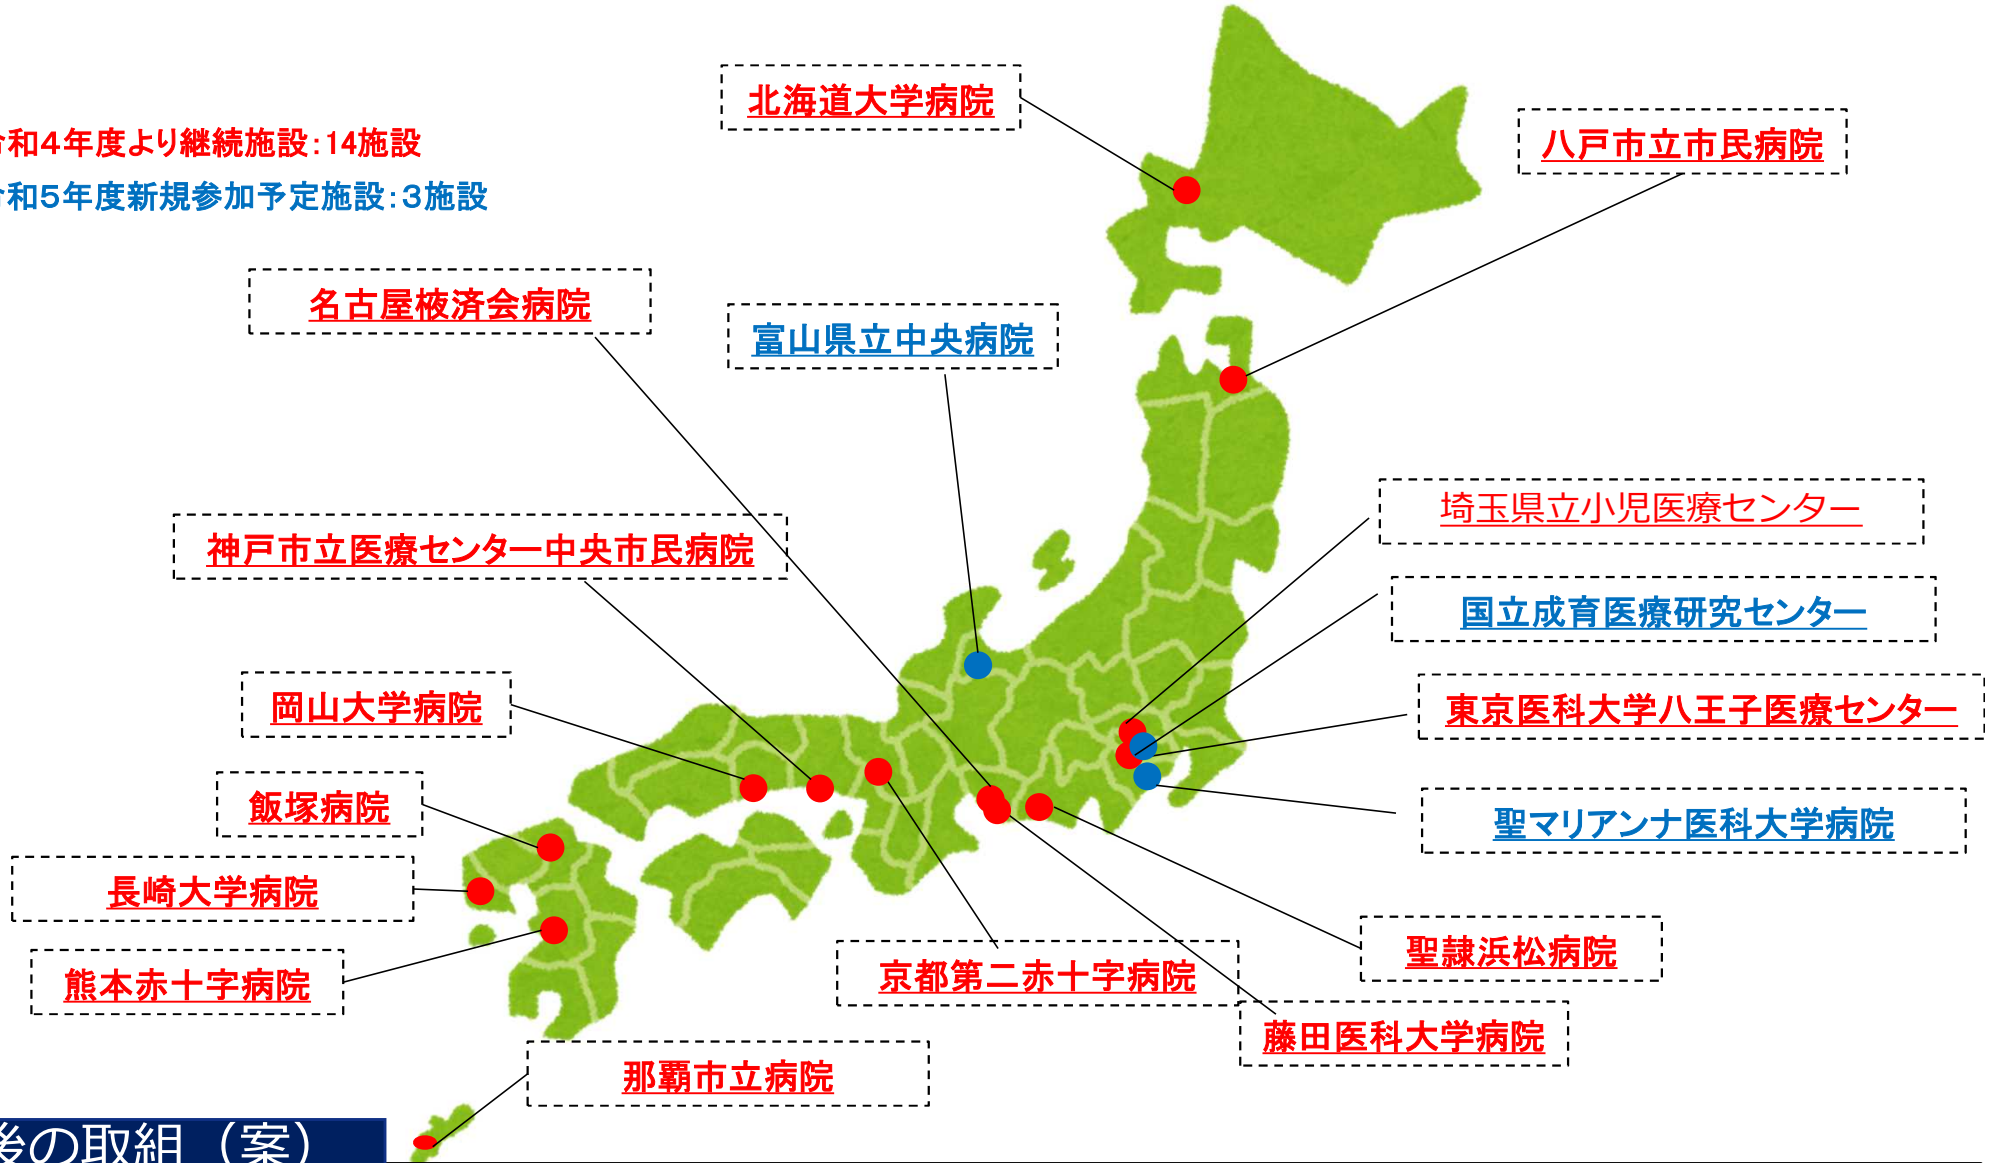 北海道大学病院
八戸市立市民病院
和4年度より継続施設：14施設
和5年度新規参加予定施設：3施設
名古屋掖済会病院
富山県立中央病院
埼玉県立小児医療センター
神戸市立医療センター中央市民病院
国立成育医療研究センター
岡山大学病院
東京医科大学八王子医療センター
飯塚病院
聖マリアンナ医科大学病院
長崎大学病院
聖隷浜松病院
熊本赤十字病院
京都第二赤十字病院
藤田医科大学病院
那覇市立病院
後の取組（案）